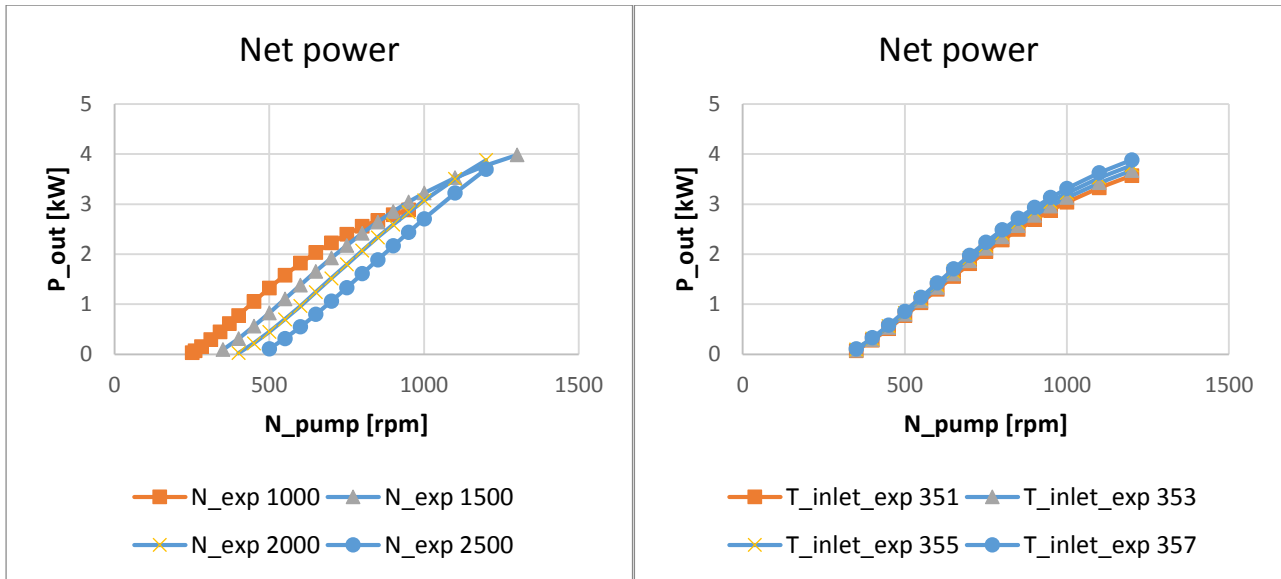 Net power
5
4
3
2
1
0
P_out [kW]
0 500 1000 1500
N_pump [rpm]
N_exp 1000 N_exp 1500
N_exp 2000 N_exp 2500
Net power
5
4
3
2
1
0
P_out [kW]
0 500 1000 1500
N_pump [rpm]
T_inlet_exp 351 T_inlet_exp 353
T_inlet_exp 355 T_inlet_exp 357